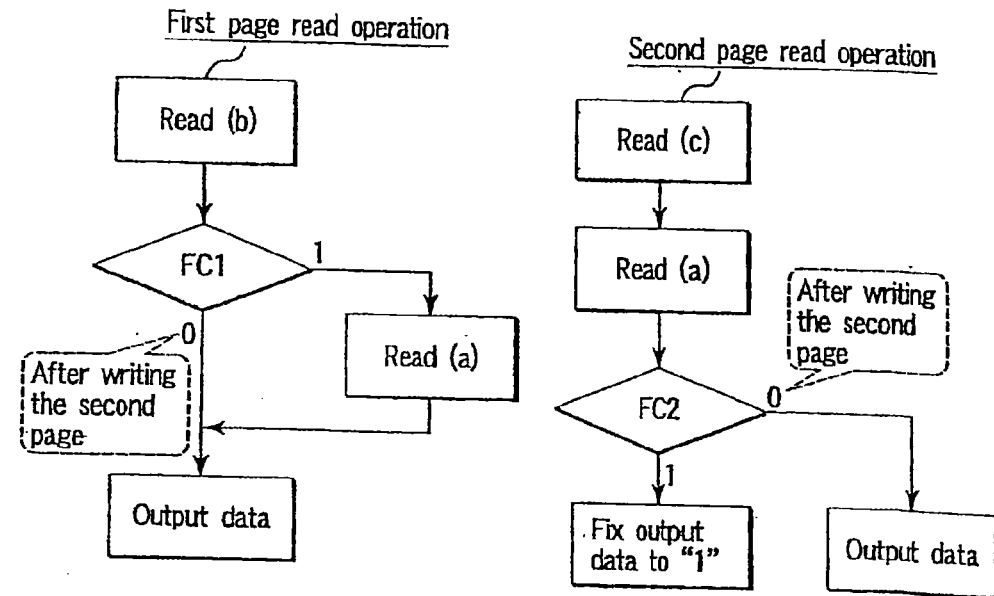 First page read operation
Read (b)
FC1
1
0
After writing
the second
page
Read (a)
Output data
Second page read operation
Read (c)
Read (a)
After writing
the second
page
FC2
0
1
Fix output
data to “1”
Output data